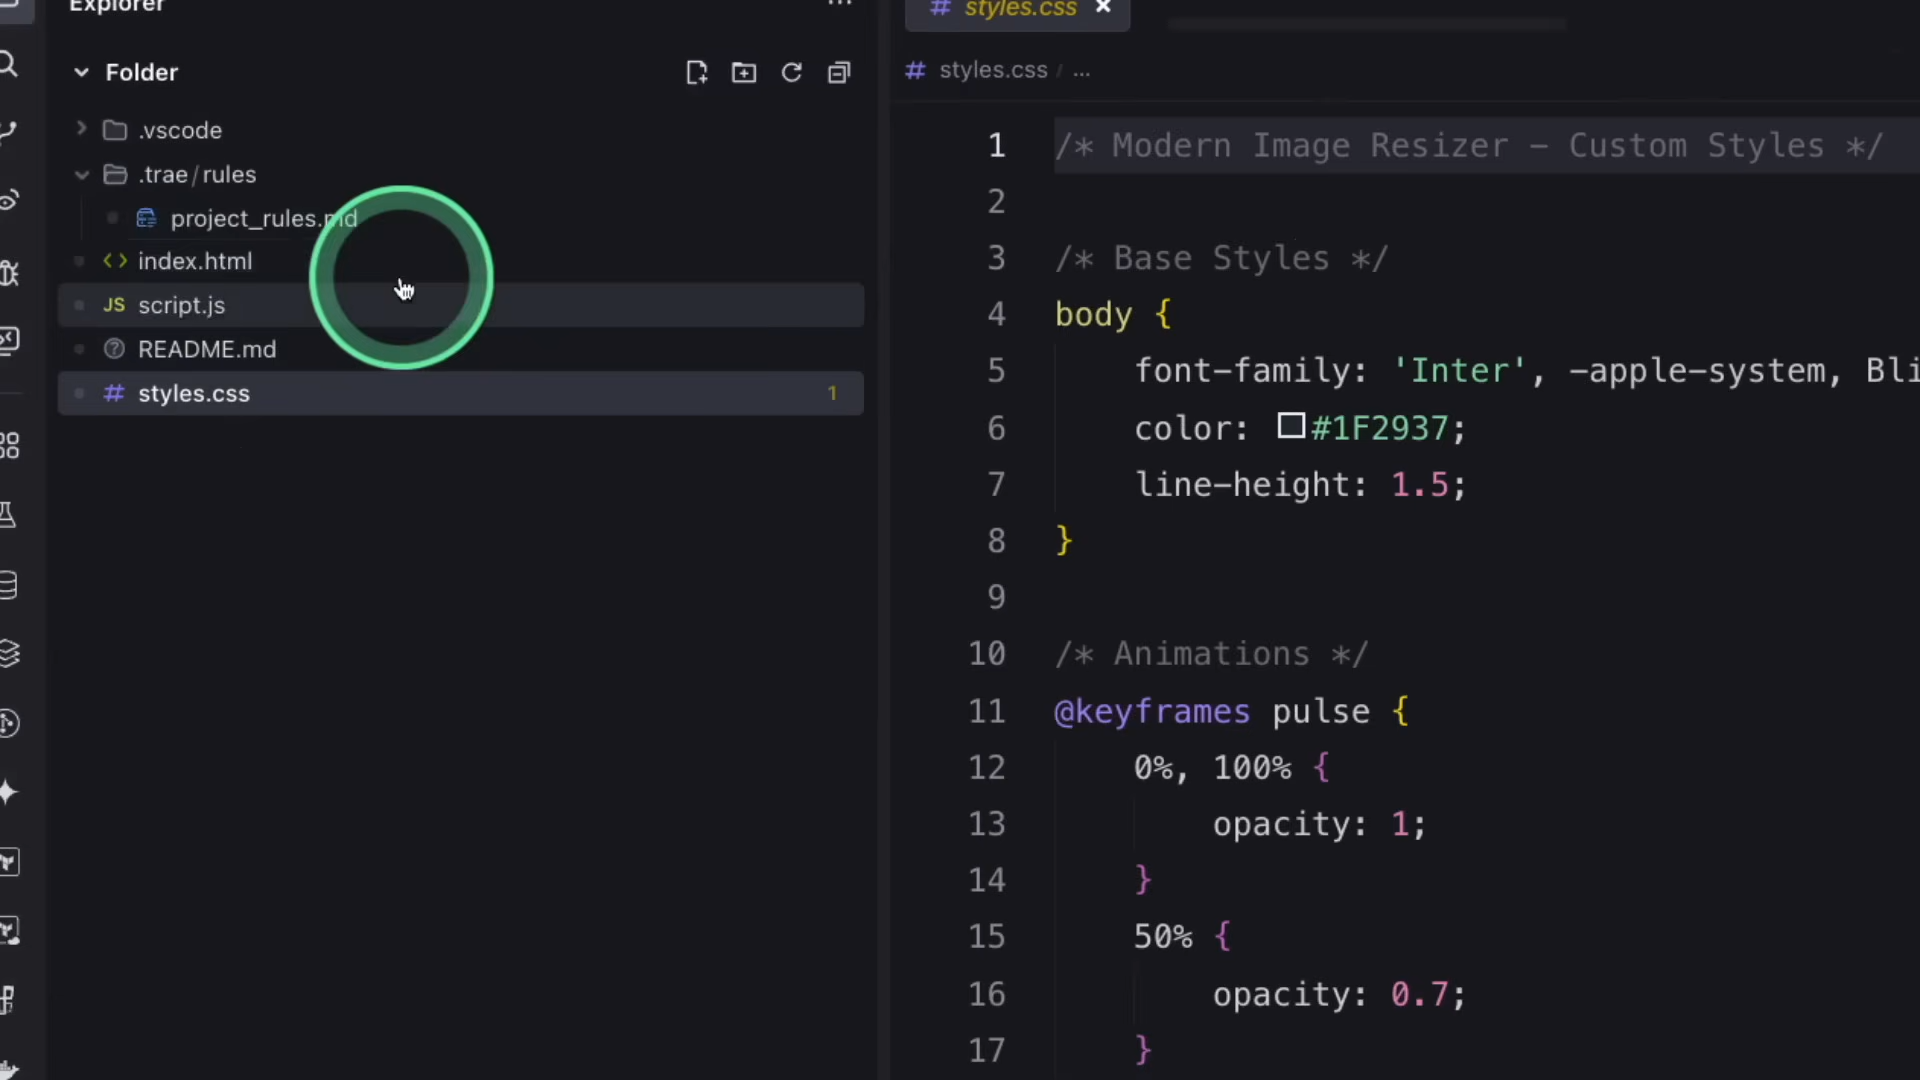 Explorer
Folder
.vscode
.trae/rules
project_rules.md
index.html
JS script.js
README.md
# styles.css 1
# styles.css
# styles.css / ...
1 /* Modern Image Resizer - Custom Styles */
2
3 /* Base Styles */
4 body {
5 font-family: 'Inter', -apple-system, Bli
6 color: #1F2937;
7 line-height: 1.5;
8 }
9
10 /* Animations */
11 @keyframes pulse {
12 0%, 100% {
13 opacity: 1;
14 }
15 50% {
16 opacity: 0.7;
17 }